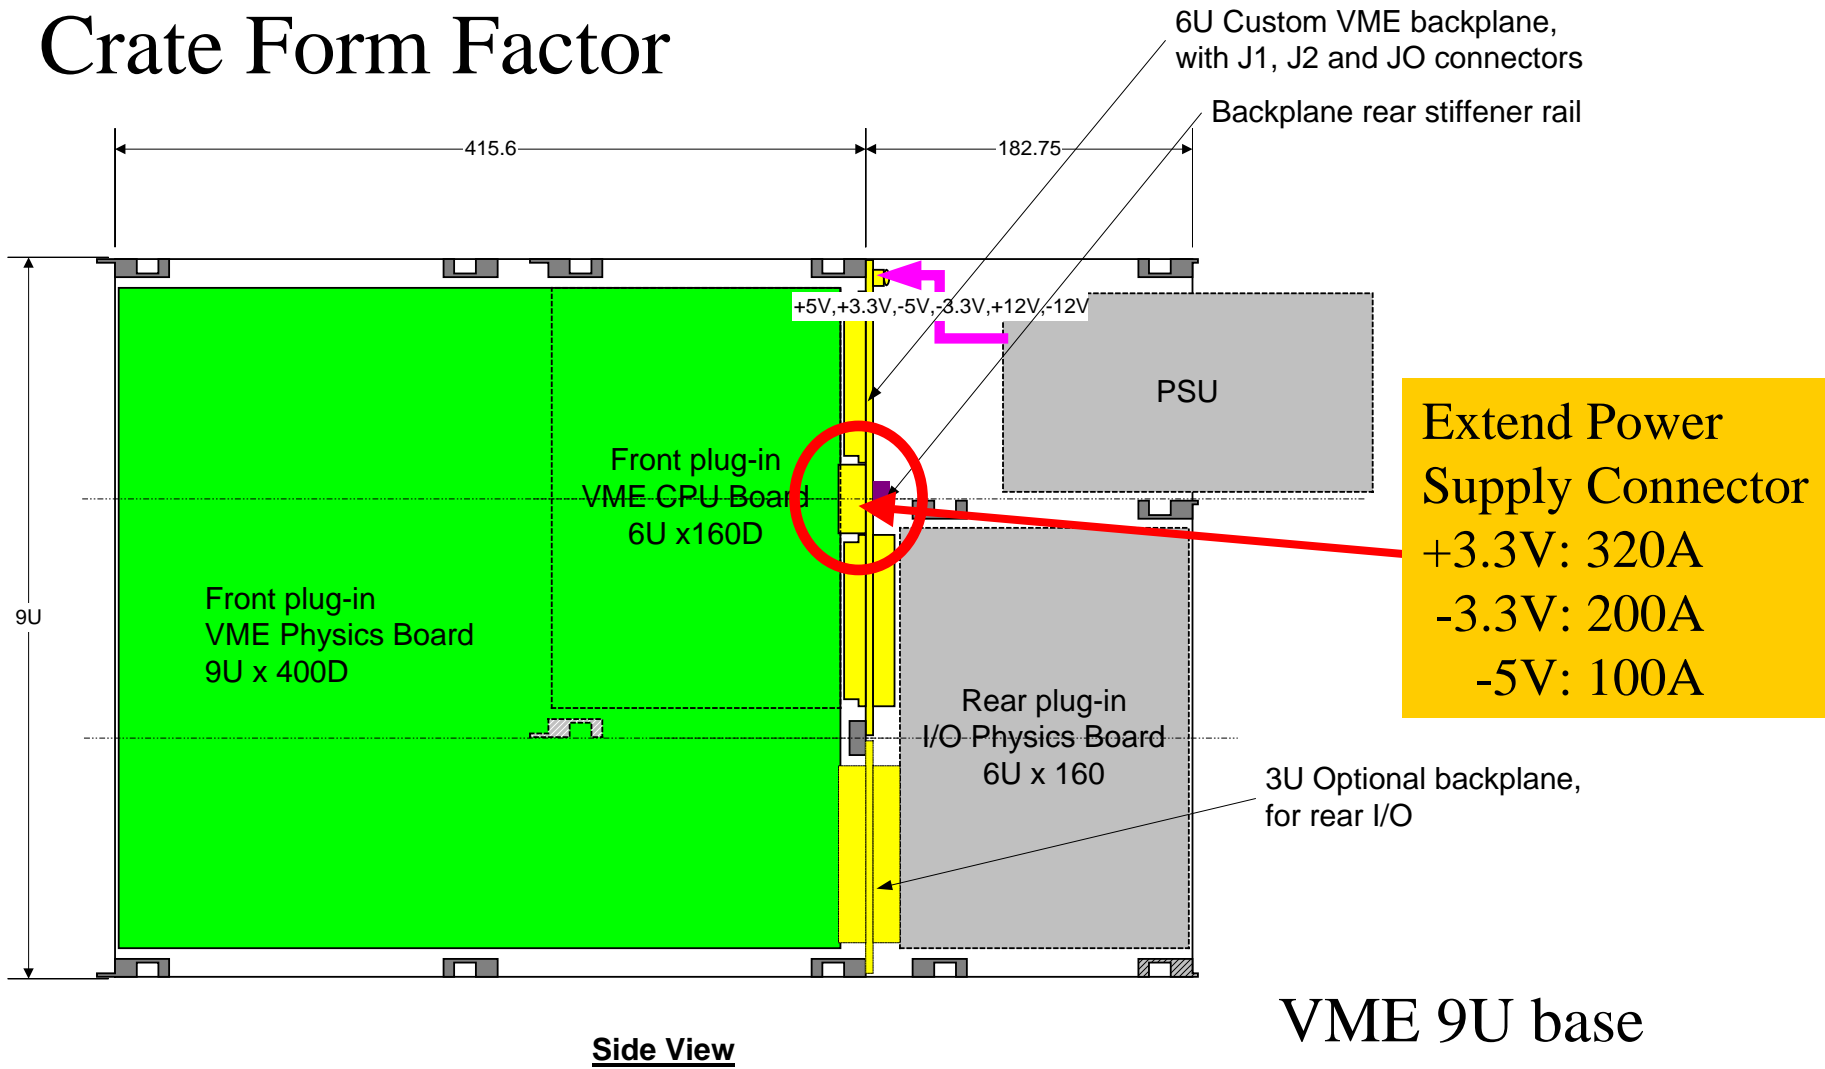 Crate Form Factor
6U Custom VME backplane,
with J1, J2 and JO connectors
Backplane rear stiffener rail
415.6
182.75
+5V,+3.3V,-5V,-3.3V,+12V,-12V
PSU
Extend Power
Supply Connector
+3.3V: 320A
-3.3V: 200A
-5V: 100A
Front plug-in
VME CPU Board
6U x160D
Front plug-in
VME Physics Board
9U x 400D
9U
Rear plug-in
I/O Physics Board
6U x 160
3U Optional backplane,
for rear I/O
VME 9U base
Side View